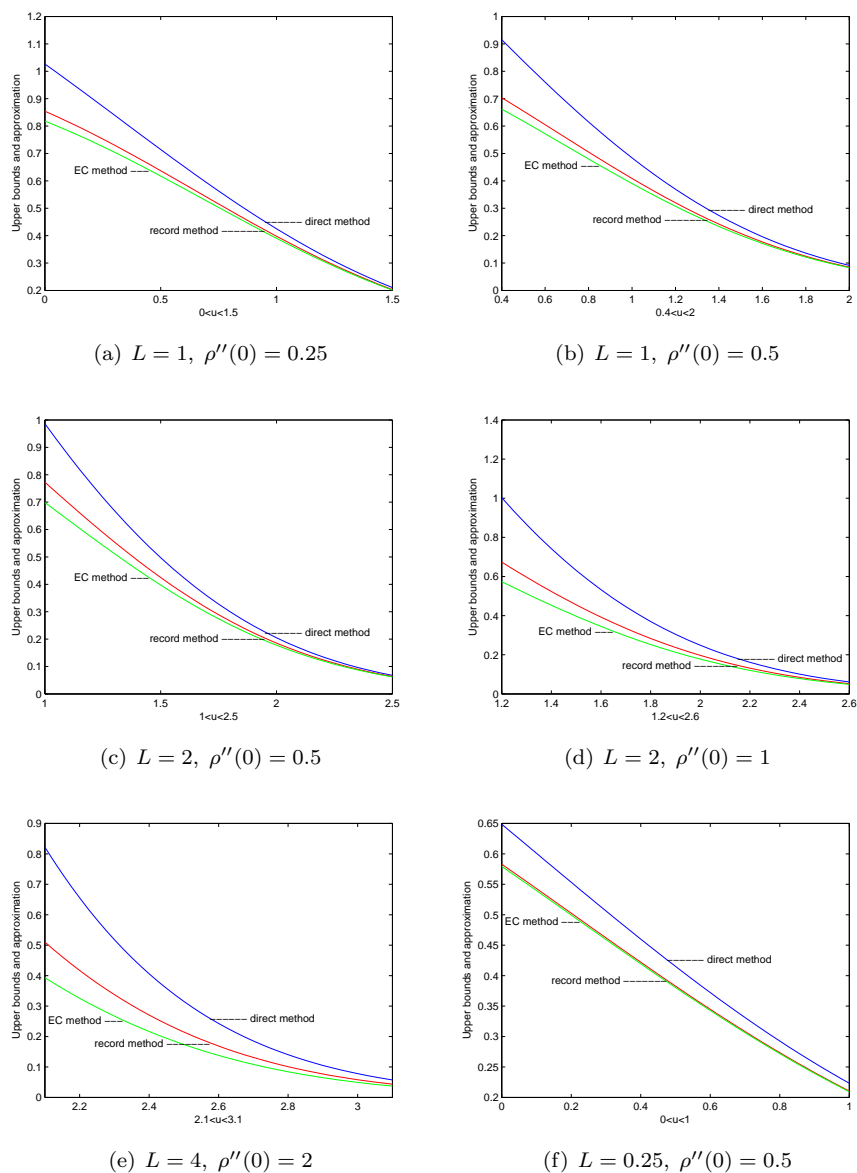 1.2
1.1
1
0.9
0.8
0.7
0.6
0.5
0.4
0.3
0.2
Upper bounds and approximation
EC method
direct method
record method
0 0.5 1 1.5
0<u<1.5
(a) L = 1, ρ′′(0) = 0.25
1
0.9
0.8
0.7
0.6
0.5
0.4
0.3
0.2
0.1
0
Upper bounds and approximation
EC method
direct method
record method
0.4 0.6 0.8 1 1.2 1.4 1.6 1.8 2
0.4<u<2
(b) L = 1, ρ′′(0) = 0.5
1
0.9
0.8
0.7
0.6
0.5
0.4
0.3
0.2
0.1
0
Upper bounds and approximation
EC method
direct method
record method
1 1.5 2 2.5
1<u<2.5
(c) L = 2, ρ′′(0) = 0.5
1.4
1.2
1
0.8
0.6
0.4
0.2
0
Upper bounds and approximation
EC method
direct method
record method
1.2 1.4 1.6 1.8 2 2.2 2.4 2.6
1.2<u<2.6
(d) L = 2, ρ′′(0) = 1
0.9
0.8
0.7
0.6
0.5
0.4
0.3
0.2
0.1
0
Upper bounds and approximation
EC method
direct method
record method
2.2 2.4 2.6 2.8 3
2.1<u<3.1
(e) L = 4, ρ′′(0) = 2
0.65
0.6
0.55
0.5
0.45
0.4
0.35
0.3
0.25
0.2
Upper bounds and approximation
EC method
direct method
record method
0 0.2 0.4 0.6 0.8 1
0<u<1
(f) L = 0.25, ρ′′(0) = 0.5